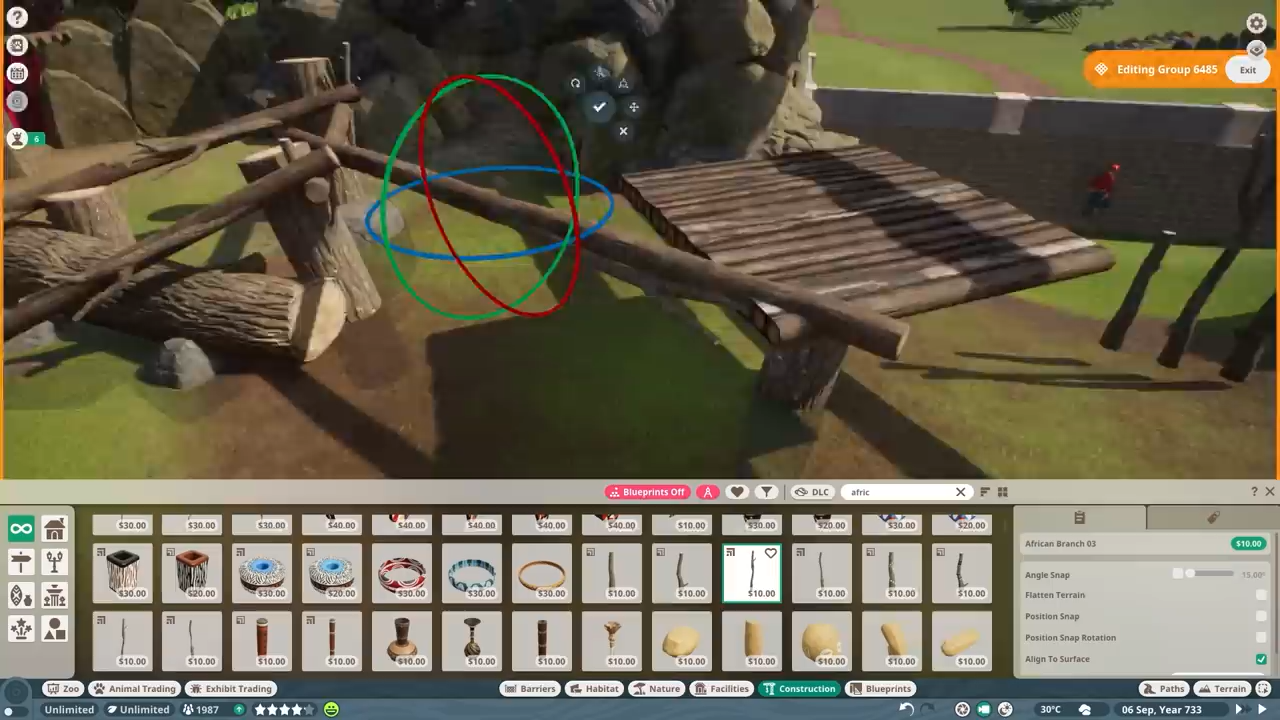 Editing Group 6485
Exit
6
Blueprints Off
DLC
afric
$30.00 $30.00 $30.00 $40.00 $40.00 $40.00 $40.00 $40.00 $10.00 $30.00 $20.00 $30.00 $20.00
$30.00 $20.00 $30.00 $30.00 $30.00 $30.00 $30.00 $10.00 $10.00 $10.00 $10.00 $10.00 $10.00
$10.00 $10.00 $10.00 $10.00 $10.00 $10.00 $10.00 $10.00 $10.00 $10.00 $10.00 $10.00 $10.00
African Branch 03
$10.00
Angle Snap
15.00°
Flatten Terrain
Position Snap
Position Snap Rotation
Align To Surface
Zoo
Animal Trading
Exhibit Trading
Barriers
Habitat
Nature
Facilities
Construction
Blueprints
Paths
Terrain
Unlimited
Unlimited
1987
30°C
06 Sep, Year 733